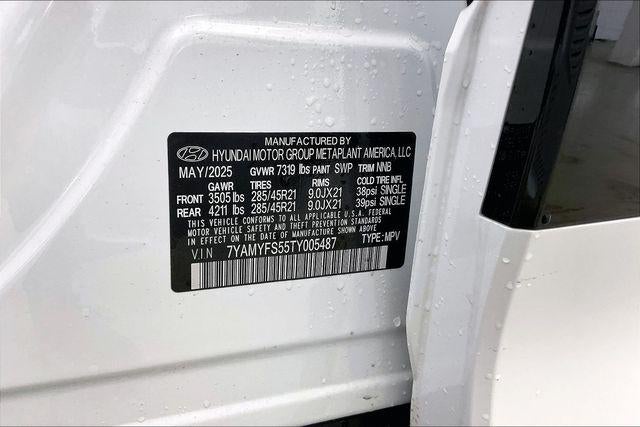 MANUFACTURED BY
HYUNDAI MOTOR GROUP METAPLANT AMERICA, LLC
MAY/2025 GVWR 7319 lbs PAINT SWP TRIM NNB
GAWR TIRES RIMS COLD TIRE INFL
FRONT 3505 lbs 285/45R21 9.0JX21 38psi SINGLE
REAR 4211 lbs 285/45R21 9.0JX21 39psi SINGLE
THIS VEHICLE CONFORMS TO ALL APPLICABLE U.S.A. FEDERAL
MOTOR VEHICLE SAFETY AND THEFT PREVENTION STANDARDS
IN EFFECT ON THE DATE OF MANUFACTURE SHOWN ABOVE
VIN 7YAMYFS55TY005487 TYPE: MPV